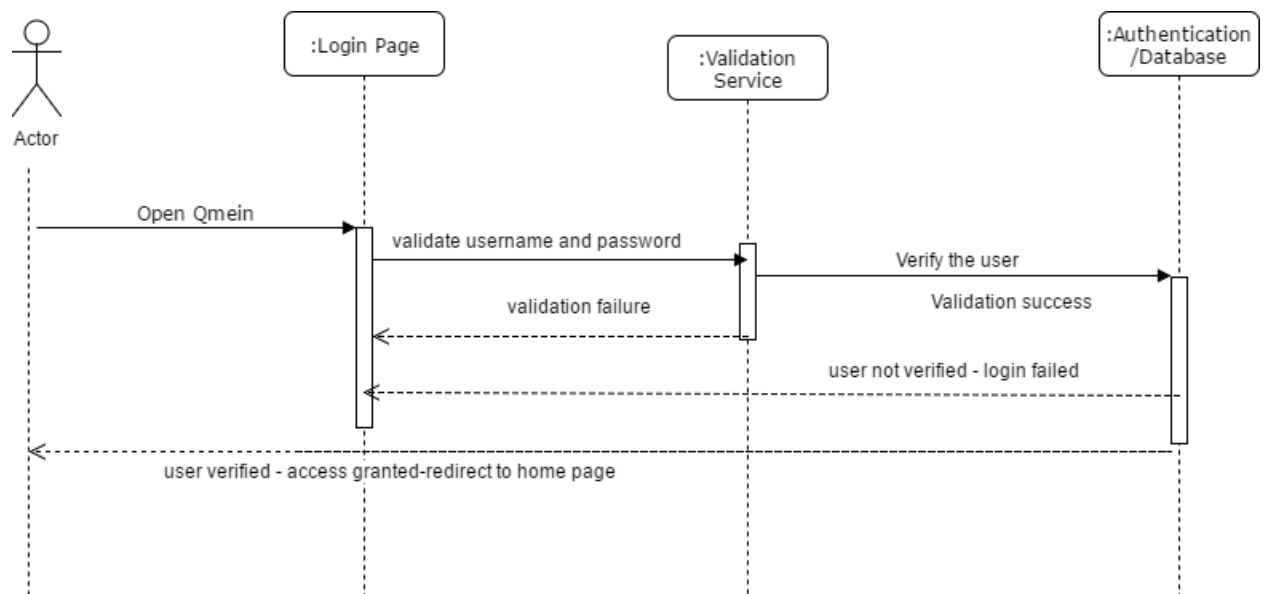 :Login Page
:Validation
Service
:Authentication
/Database
Actor
Open Qmein
validate username and password
Verify the user
Validation success
validation failure
user not verified - login failed
user verified - access granted-redirect to home page